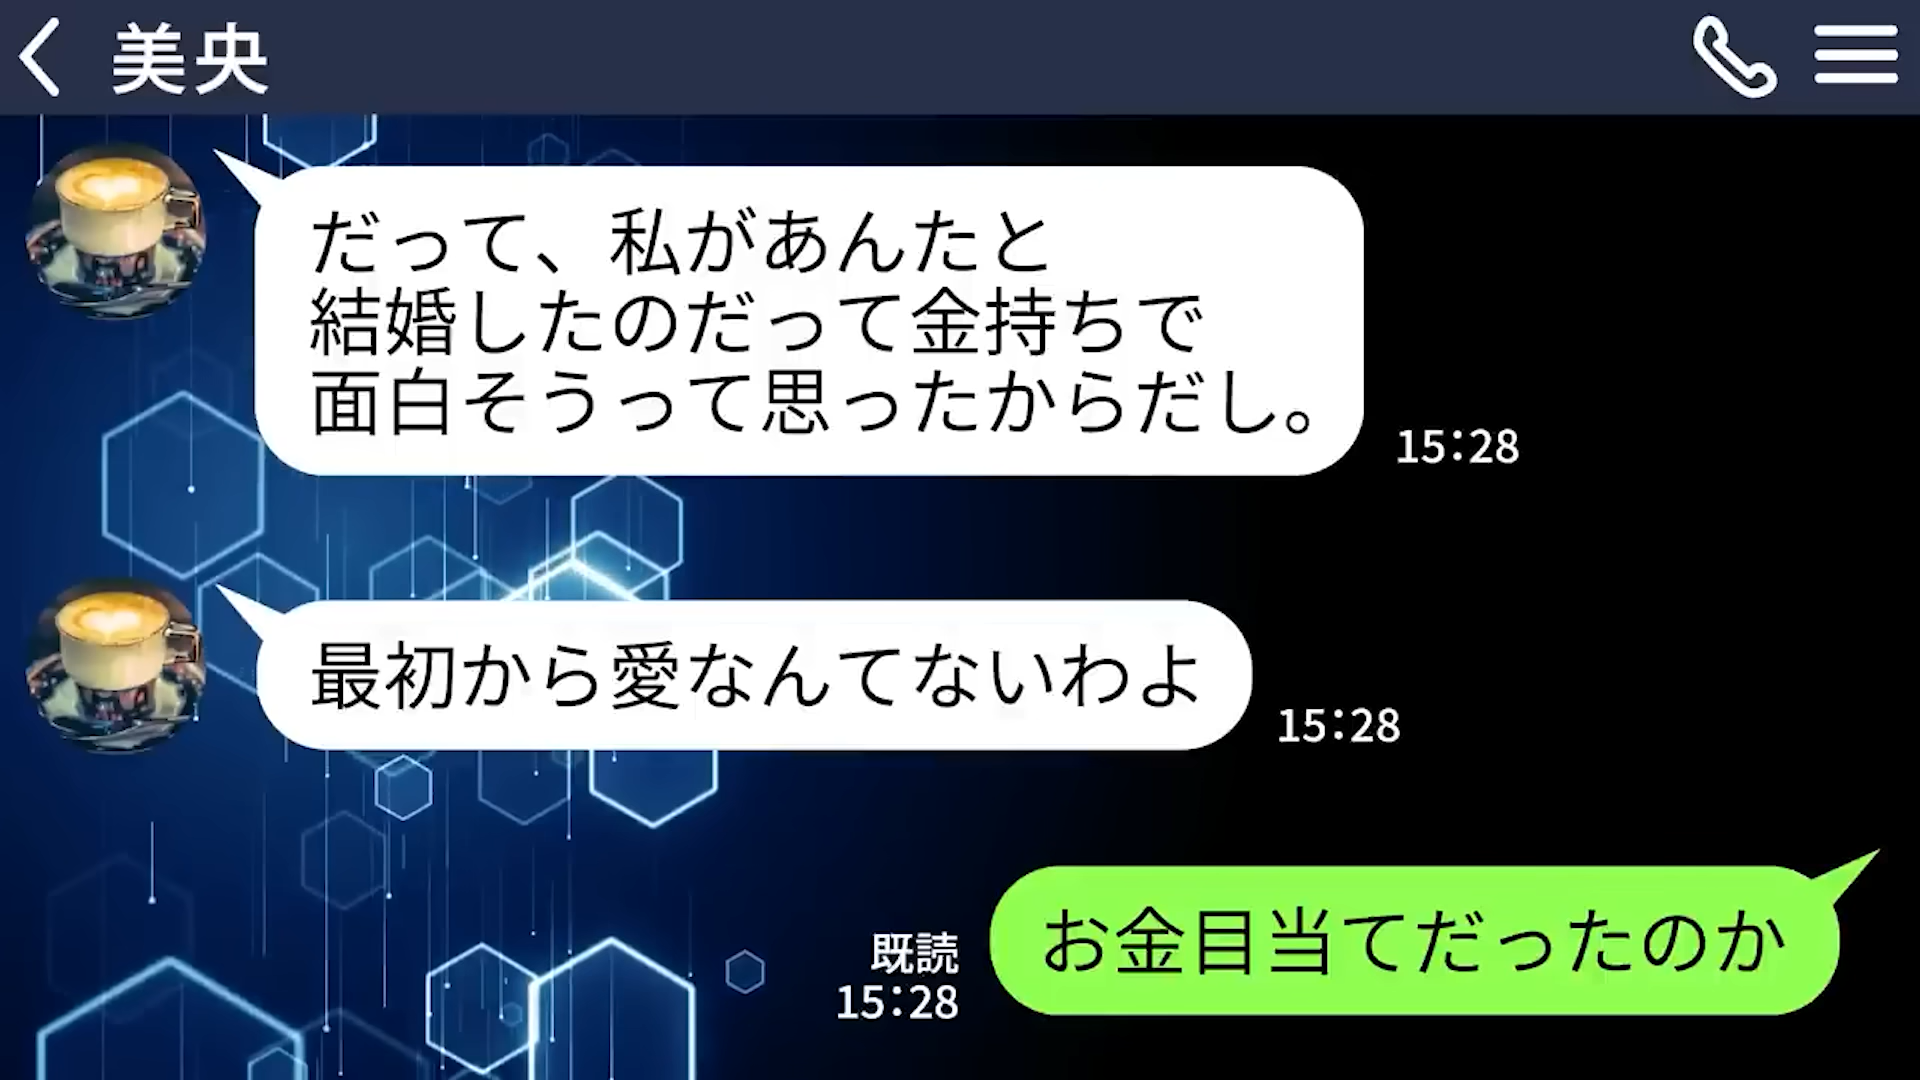 美央
だって、私があんたと
結婚したのだって金持ちで
面白そうって思ったからだし。
15:28
最初から愛なんてないわよ
15:28
お金目当てだったのか
既読
15:28